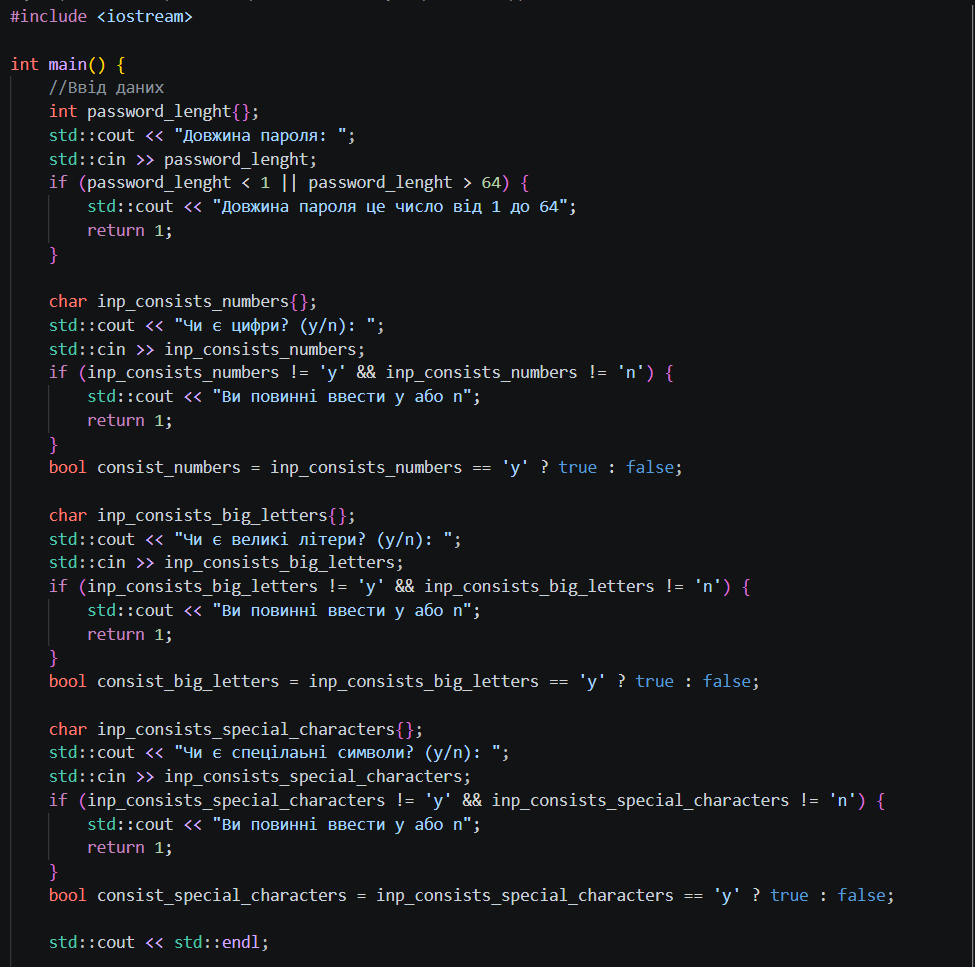 #include <iostream>
int main() {
//Ввід даних
int password_lenght{};
std::cout << "Довжина пароля: ";
std::cin >> password_lenght;
if (password_lenght < 1 || password_lenght > 64) {
std::cout << "Довжина пароля це число від 1 до 64";
return 1;
}
char inp_consists_numbers{};
std::cout << "Чи є цифри? (y/n): ";
std::cin >> inp_consists_numbers;
if (inp_consists_numbers != 'y' && inp_consists_numbers != 'n') {
std::cout << "Ви повинні ввести y або n";
return 1;
}
bool consist_numbers = inp_consists_numbers == 'y' ? true : false;
char inp_consists_big_letters{};
std::cout << "Чи є великі літери? (y/n): ";
std::cin >> inp_consists_big_letters;
if (inp_consists_big_letters != 'y' && inp_consists_big_letters != 'n') {
std::cout << "Ви повинні ввести y або n";
return 1;
}
bool consist_big_letters = inp_consists_big_letters == 'y' ? true : false;
char inp_consists_special_characters{};
std::cout << "Чи є спецілаьні символи? (y/n): ";
std::cin >> inp_consists_special_characters;
if (inp_consists_special_characters != 'y' && inp_consists_special_characters != 'n') {
std::cout << "Ви повинні ввести y або n";
return 1;
}
bool consist_special_characters = inp_consists_special_characters == 'y' ? true : false;
std::cout << std::endl;